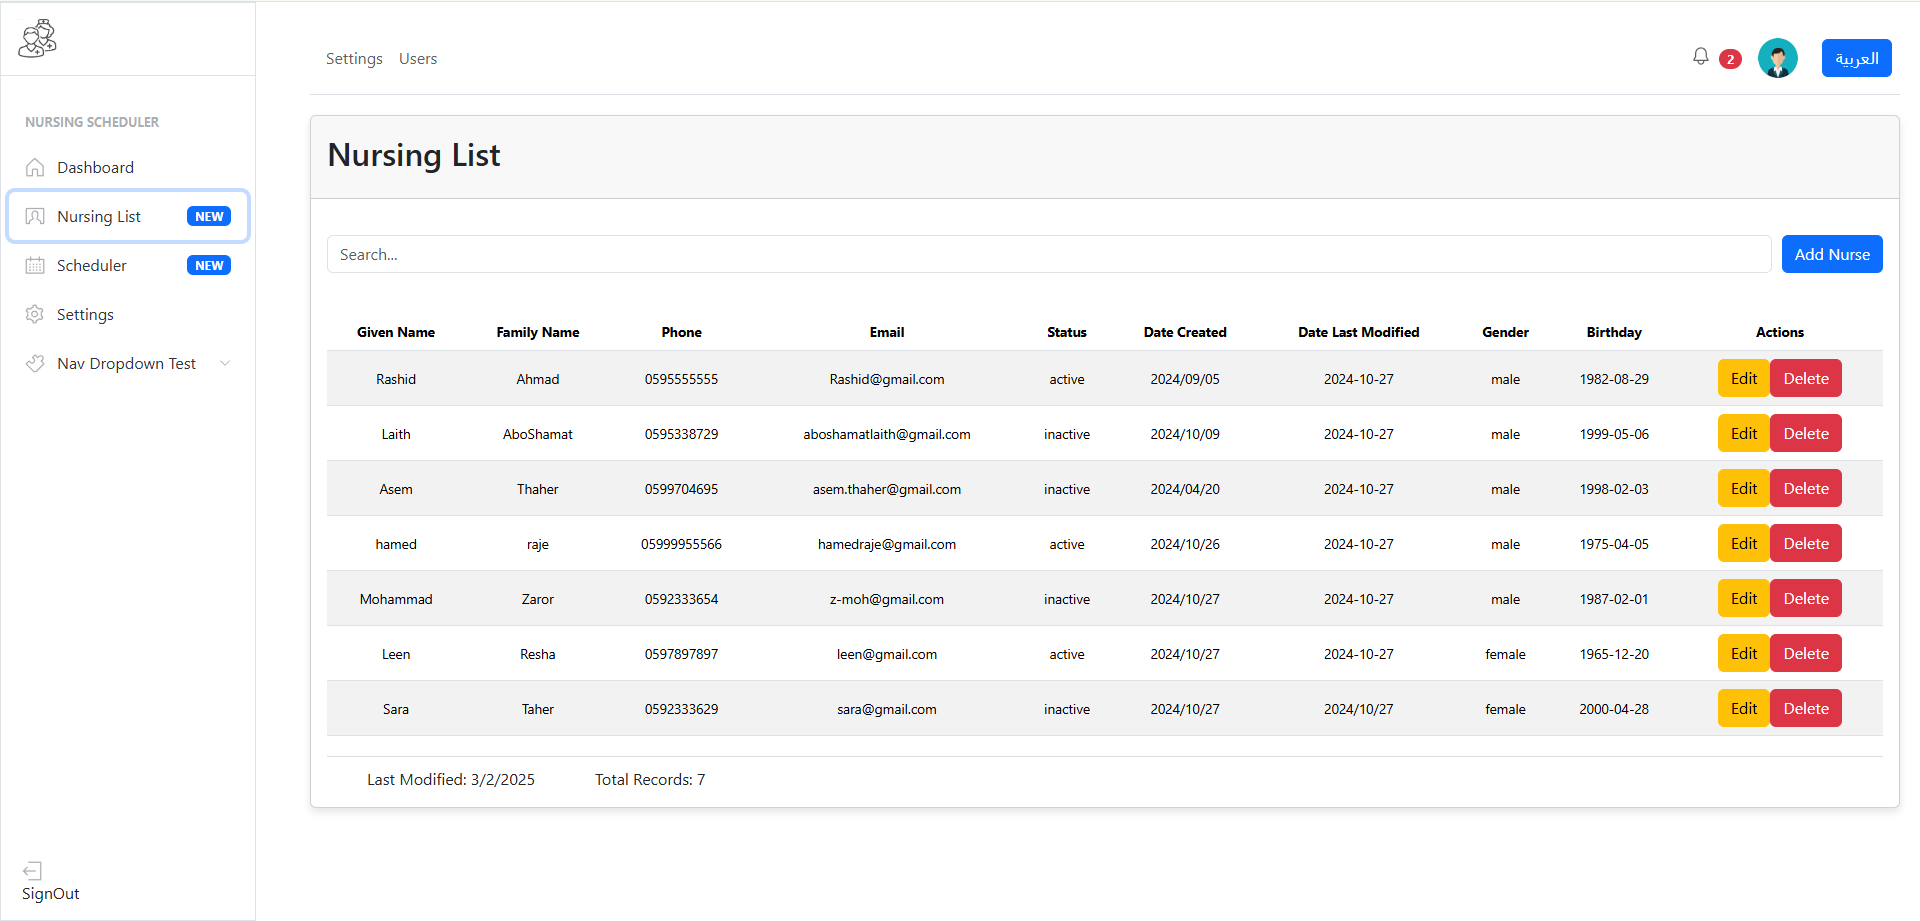 NURSING SCHEDULER
Dashboard
Nursing List NEW
Scheduler NEW
Settings
Nav Dropdown Test
SignOut
Settings Users 2 العربية
Nursing List
Search... Add Nurse
Given Name Family Name Phone Email Status Date Created Date Last Modified Gender Birthday Actions
Rashid Ahmad 0595555555 Rashid@gmail.com active 2024/09/05 2024-10-27 male 1982-08-29 Edit Delete
Laith AboShamat 0595338729 aboshamatlaith@gmail.com inactive 2024/10/09 2024-10-27 male 1999-05-06 Edit Delete
Asem Thaher 0599704695 asem.thaher@gmail.com inactive 2024/04/20 2024-10-27 male 1998-02-03 Edit Delete
hamed raje 05999955566 hamedraje@gmail.com active 2024/10/26 2024-10-27 male 1975-04-05 Edit Delete
Mohammad Zaror 0592333654 z-moh@gmail.com inactive 2024/10/27 2024-10-27 male 1987-02-01 Edit Delete
Leen Resha 0597897897 leen@gmail.com active 2024/10/27 2024-10-27 female 1965-12-20 Edit Delete
Sara Taher 0592333629 sara@gmail.com inactive 2024/10/27 2024/10/27 female 2000-04-28 Edit Delete
Last Modified: 3/2/2025 Total Records: 7